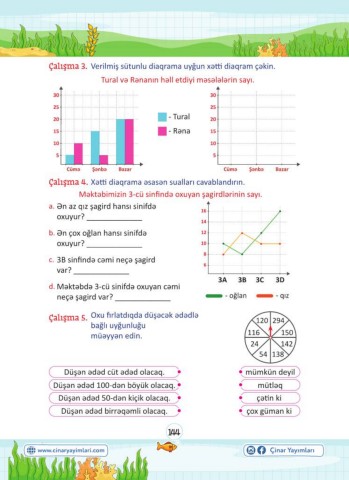 Çalışma 3. Verilmiş sütunlu diaqrama uyğun xətti diaqram çəkin.
Tural və Rənanın həll etdiyi məsələlərin sayı.
30
25
20
15
10
5
Cümə Şənbə Bazar
- Tural
- Rəna
30
25
20
15
10
5
Cümə Şənbə Bazar
Çalışma 4. Xətti diaqrama əsasən sualları cavablandırın.
Məktəbimizin 3-cü sinfində oxuyan şagirdlərinin sayı.
a. Ən az qız şagird hansı sinifdə
oxuyur? ____________
b. Ən çox oğlan hansı sinifdə
oxuyur? ____________
c. 3B sinfində cəmi neçə şagird
var? ____________
d. Məktəbdə 3-cü sinifdə oxuyan cəmi
neçə şagird var? ____________
16
14
12
10
8
6
3A 3B 3C 3D
- oğlan - qız
Çalışma 5. Oxu fırlatdıqda düşəcək ədədlə
bağlı uyğunluğu
müəyyən edin.
120 294
116 150
24 142
54 138
Düşən ədəd cüt ədəd olacaq. mümkün deyil
Düşən ədəd 100-dən böyük olacaq. mütləq
Düşən ədəd 50-dən kiçik olacaq. çətin ki
Düşən ədəd birrəqəmli olacaq. çox güman ki
144
www.cinaryayimlari.com Çinar Yayımları